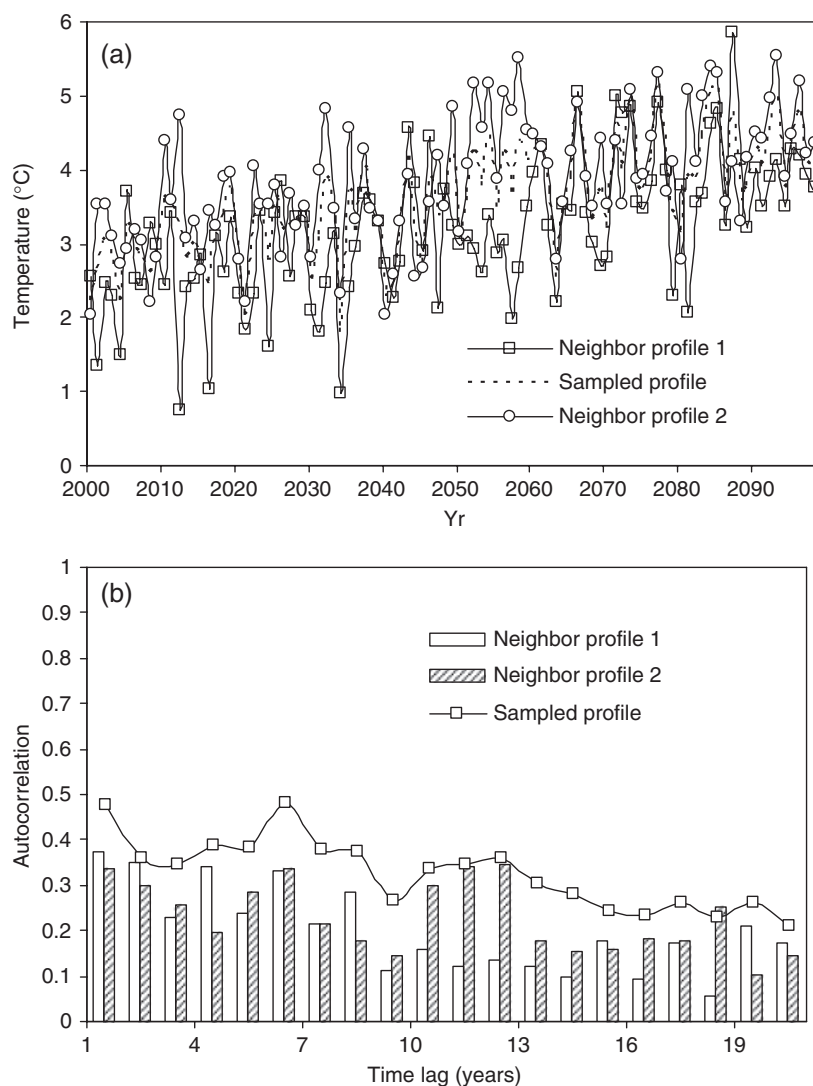 (a)
6
5
4
3
2
1
0
Temperature (°C)
Neighbor profile 1
Sampled profile
Neighbor profile 2
2000 2010 2020 2030 2040 2050 2060 2070 2080 2090
Yr
(b)
1
0.9
0.8
0.7
0.6
0.5
0.4
0.3
0.2
0.1
0
Autocorrelation
Neighbor profile 1
Neighbor profile 2
Sampled profile
1 4 7 10 13 16 19
Time lag (years)